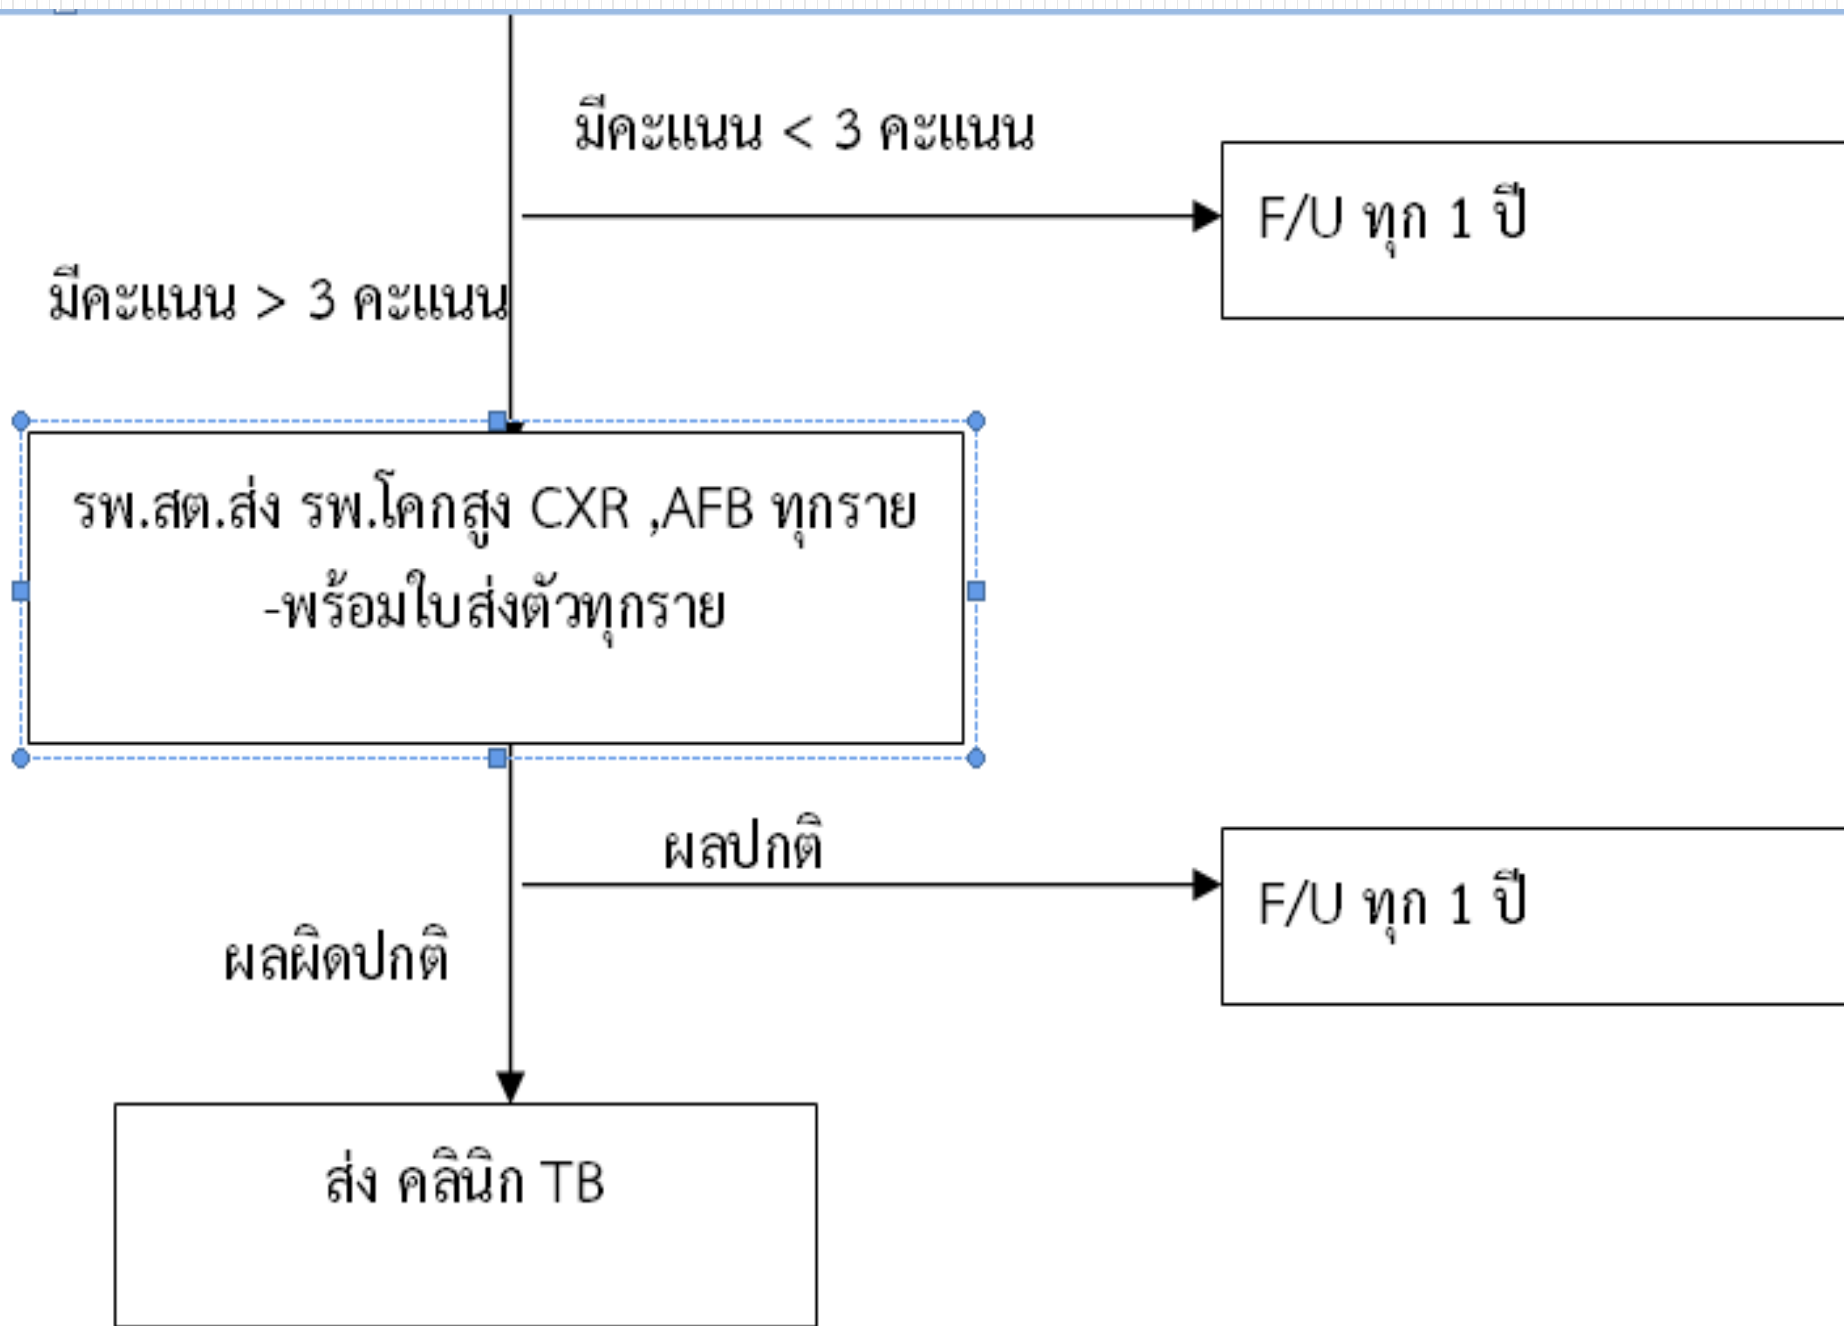 มีคะแนน < 3 คะแนน
F/U ทุก 1 ปี
มีคะแนน > 3 คะแนน
รพ.สต.ส่ง รพ.โคกสูง CXR ,AFB ทุกราย
-พร้อมใบส่งตัวทุกราย
ผลปกติ
F/U ทุก 1 ปี
ผลผิดปกติ
ส่ง คลินิก TB